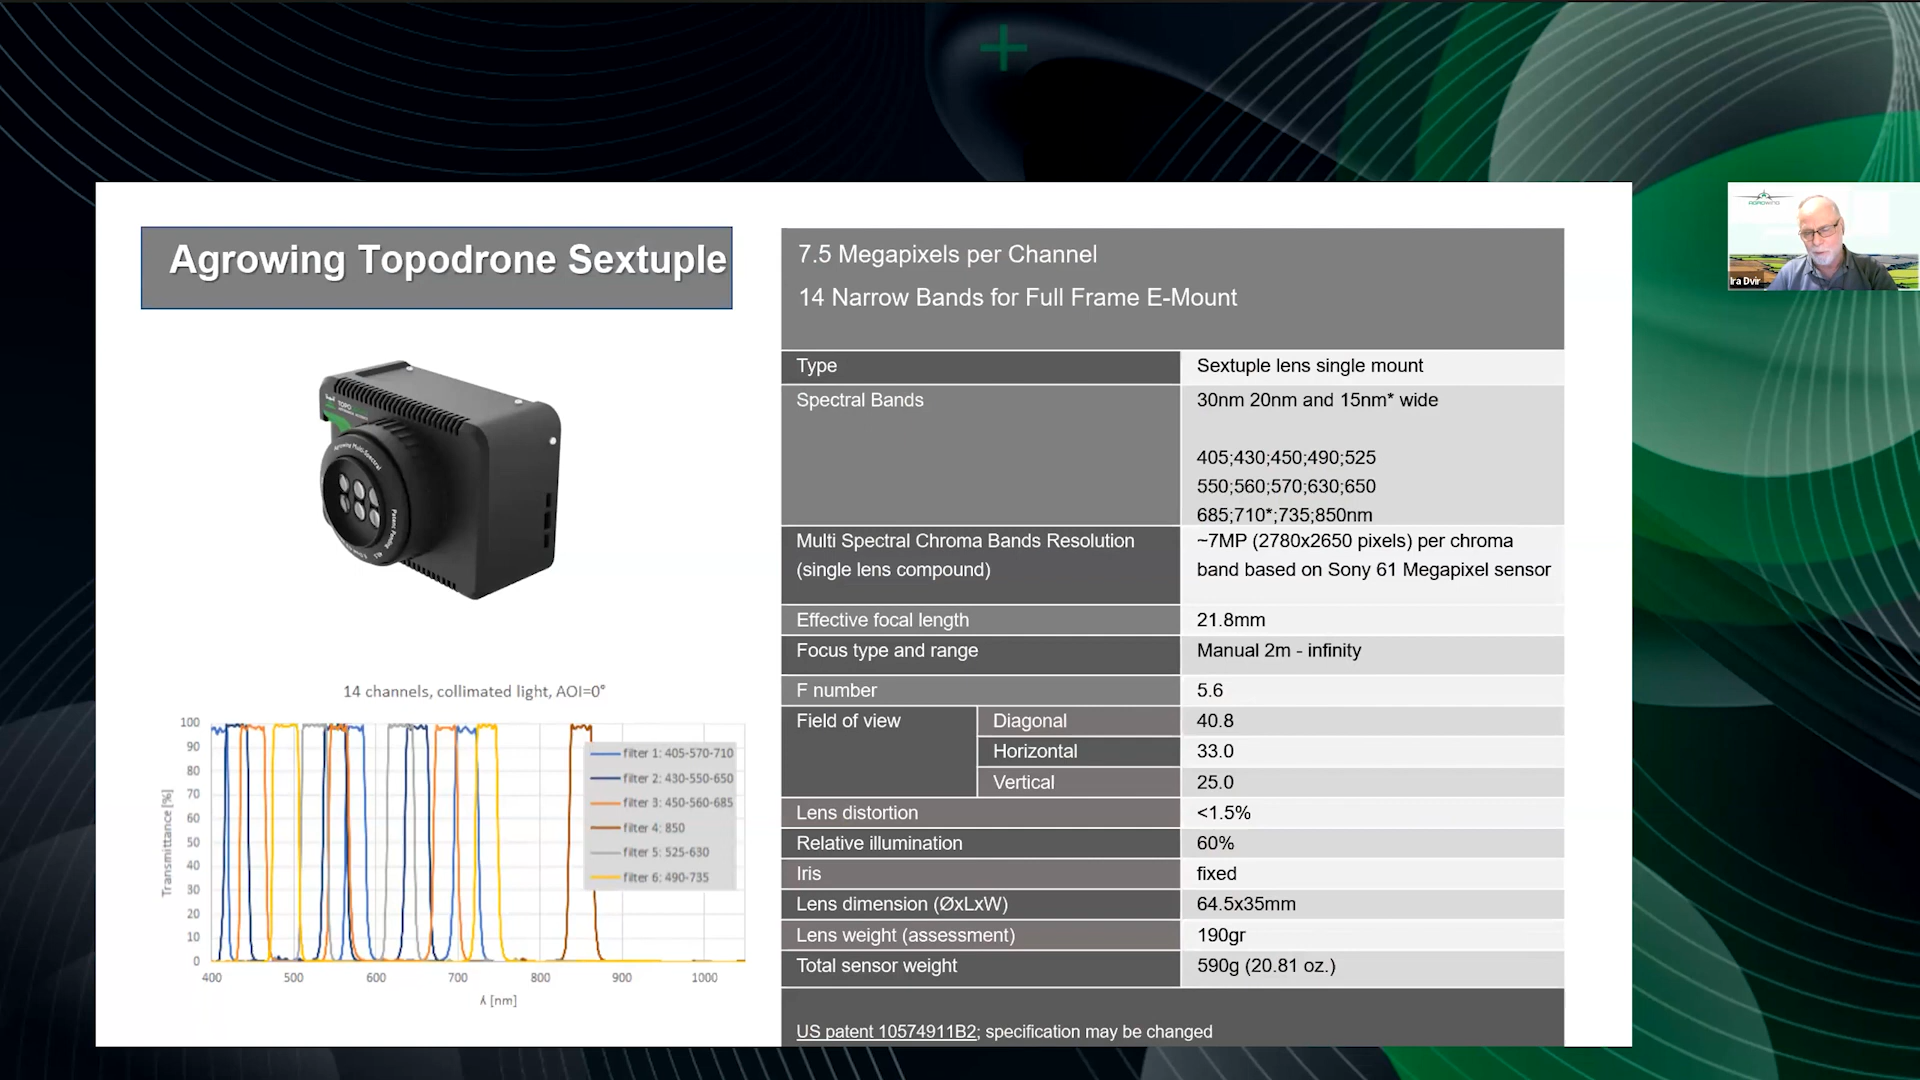 Agrowing Topodrone Sextuple
7.5 Megapixels per Channel
14 Narrow Bands for Full Frame E-Mount
Type
Sextuple lens single mount
Spectral Bands
30nm 20nm and 15nm* wide
405;430;450;490;525
550;560;570;630;650
685;710*;735;850nm
Multi Spectral Chroma Bands Resolution
(single lens compound)
~7MP (2780x2650 pixels) per chroma
band based on Sony 61 Megapixel sensor
Effective focal length
21.8mm
Focus type and range
Manual 2m - infinity
F number
5.6
Field of view
Diagonal
40.8
Horizontal
33.0
Vertical
25.0
Lens distortion
<1.5%
Relative illumination
60%
Iris
fixed
Lens dimension (ØxLxW)
64.5x35mm
Lens weight (assessment)
190gr
Total sensor weight
590g (20.81 oz.)
US patent 10574911B2; specification may be changed
TOPO
Agrowing Multi-Spectral
14 channels, collimated light, AOI=0°
Transmittance [%]
100
90
80
70
60
50
40
30
20
10
0
400 500 600 700 800 900 1000
λ [nm]
filter 1: 405-570-710
filter 2: 430-550-650
filter 3: 450-560-685
filter 4: 850
filter 5: 525-630
filter 6: 490-735
AGROWING
Ira Dvir